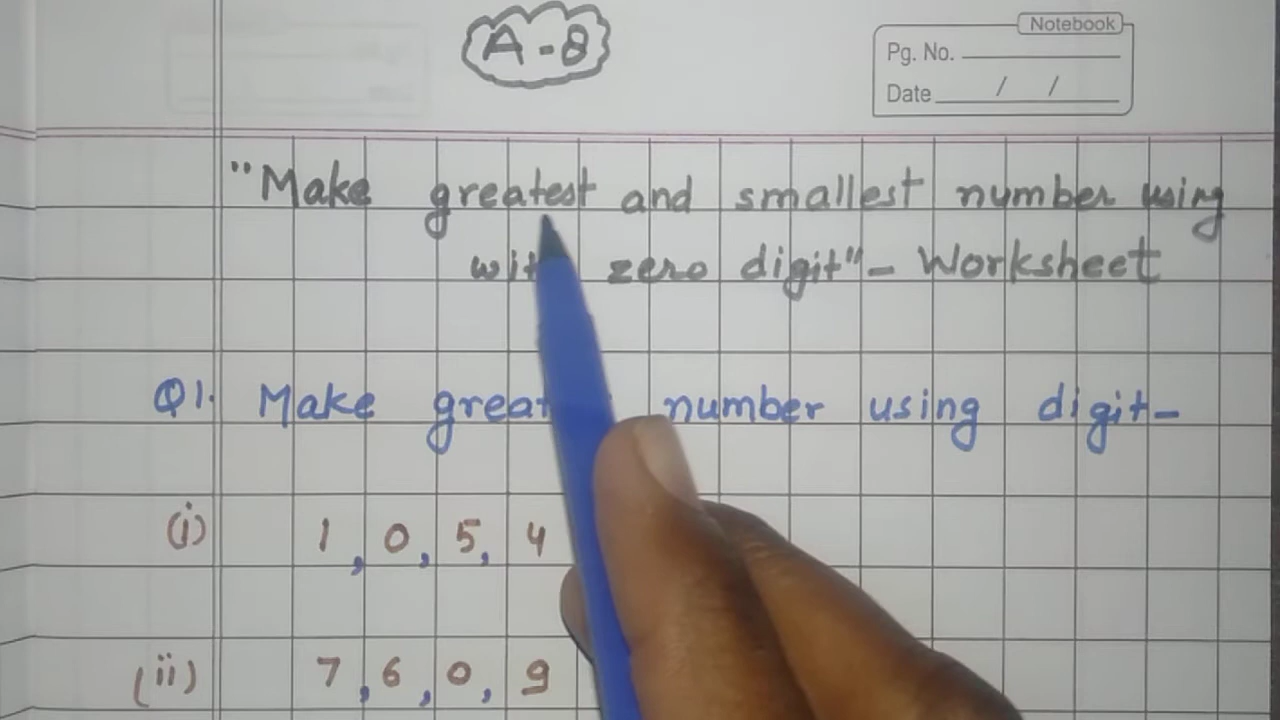 A-8
Notebook
Pg. No.
Date / /
"Make greatest and smallest number using
zero digit" - Worksheet
Q1. Make number using digit-
(i) 1, 0, 5, 4
(ii) 7, 6, 0, 9